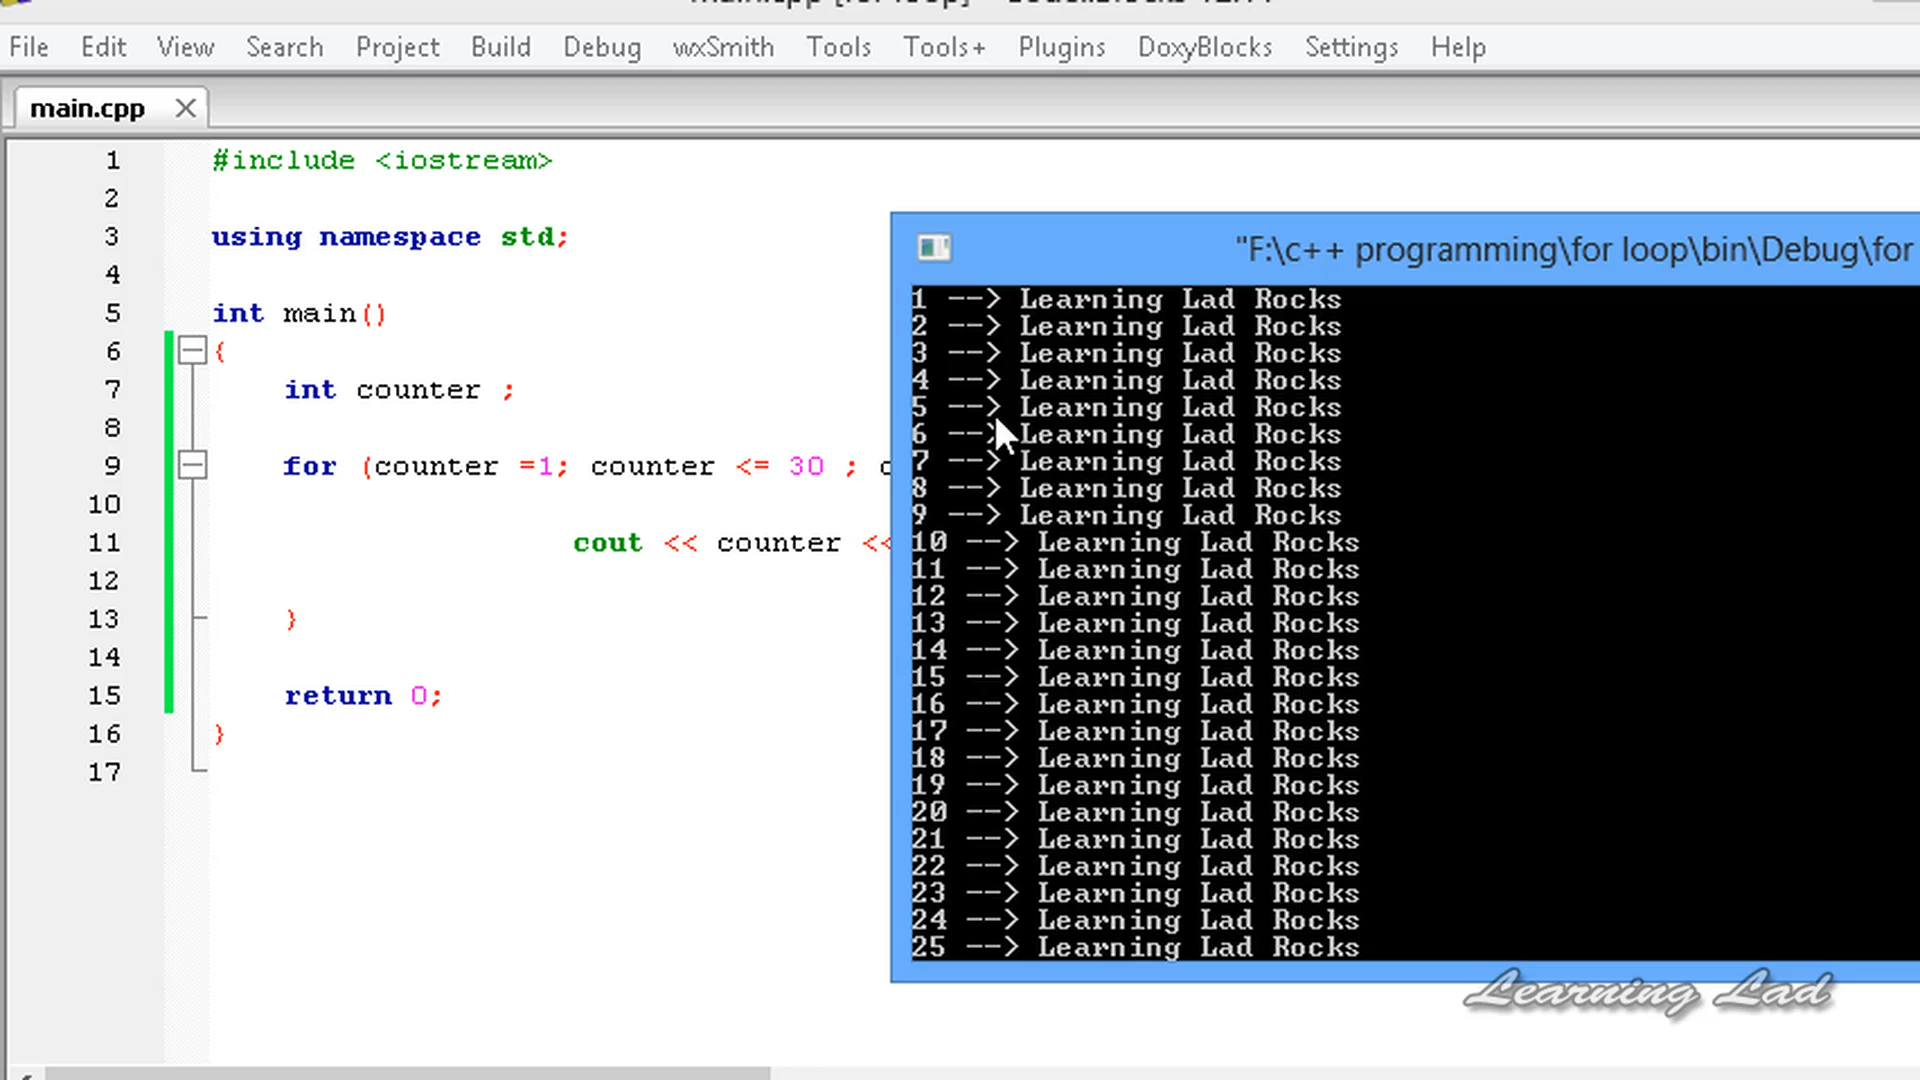 File Edit View Search Project Build Debug wxSmith Tools Tools+ Plugins DoxyBlocks Settings Help
main.cpp
1 #include <iostream>
2
3 using namespace std;
4
5 int main()
6 {
7 int counter ;
8
9 for (counter =1; counter <= 30 ; c
10
11 cout << counter <<
12
13 }
14
15 return 0;
16 }
17
"F:\c++ programming\for loop\bin\Debug\for
1 --> Learning Lad Rocks
2 --> Learning Lad Rocks
3 --> Learning Lad Rocks
4 --> Learning Lad Rocks
5 --> Learning Lad Rocks
6 --> Learning Lad Rocks
7 --> Learning Lad Rocks
8 --> Learning Lad Rocks
9 --> Learning Lad Rocks
10 --> Learning Lad Rocks
11 --> Learning Lad Rocks
12 --> Learning Lad Rocks
13 --> Learning Lad Rocks
14 --> Learning Lad Rocks
15 --> Learning Lad Rocks
16 --> Learning Lad Rocks
17 --> Learning Lad Rocks
18 --> Learning Lad Rocks
19 --> Learning Lad Rocks
20 --> Learning Lad Rocks
21 --> Learning Lad Rocks
22 --> Learning Lad Rocks
23 --> Learning Lad Rocks
24 --> Learning Lad Rocks
25 --> Learning Lad Rocks
Learning Lad